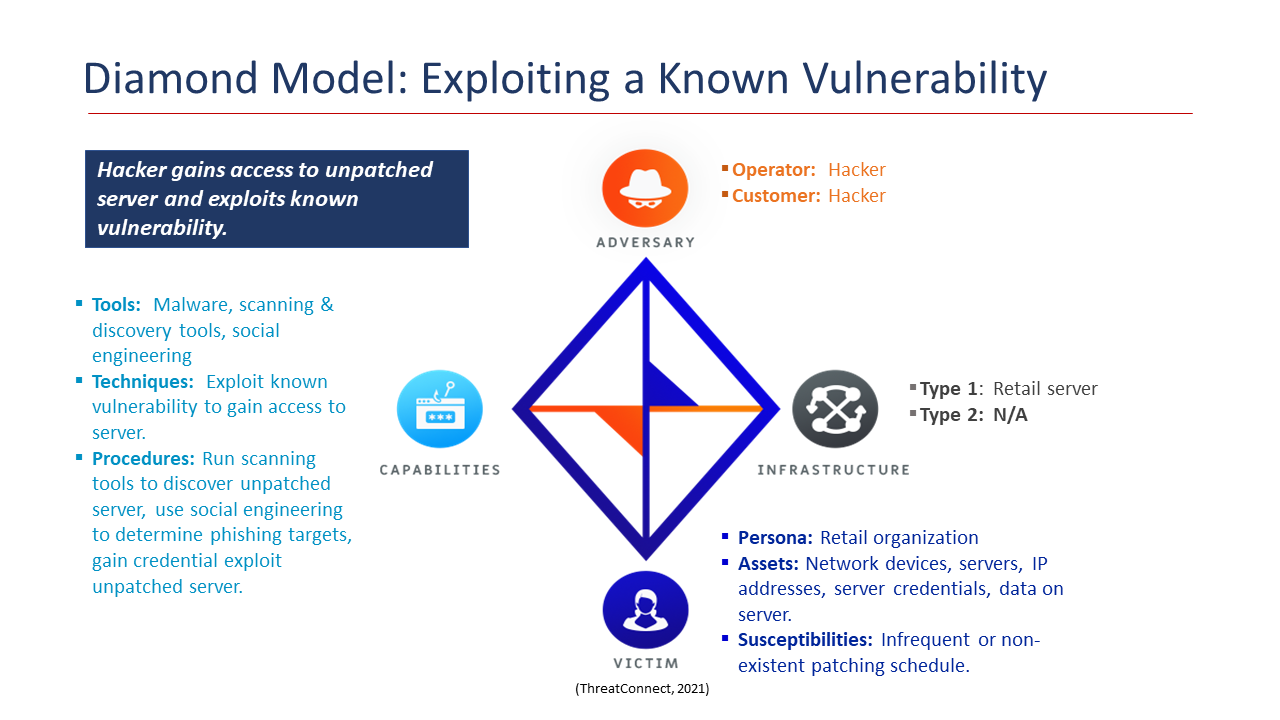 Diamond Model: Exploiting a Known Vulnerability
Hacker gains access to unpatched
server and exploits known
vulnerability.
ADVERSARY
▪ Operator: Hacker
▪ Customer: Hacker
▪ Tools: Malware, scanning &
discovery tools, social
engineering
▪ Techniques: Exploit known
vulnerability to gain access to
server.
▪ Procedures: Run scanning
tools to discover unpatched
server, use social engineering
to determine phishing targets,
gain credential exploit
unpatched server.
CAPABILITIES
***
INFRASTRUCTURE
▪ Type 1: Retail server
▪ Type 2: N/A
▪ Persona: Retail organization
▪ Assets: Network devices, servers, IP
addresses, server credentials, data on
server.
▪ Susceptibilities: Infrequent or non-
existent patching schedule.
VICTIM
(ThreatConnect, 2021)